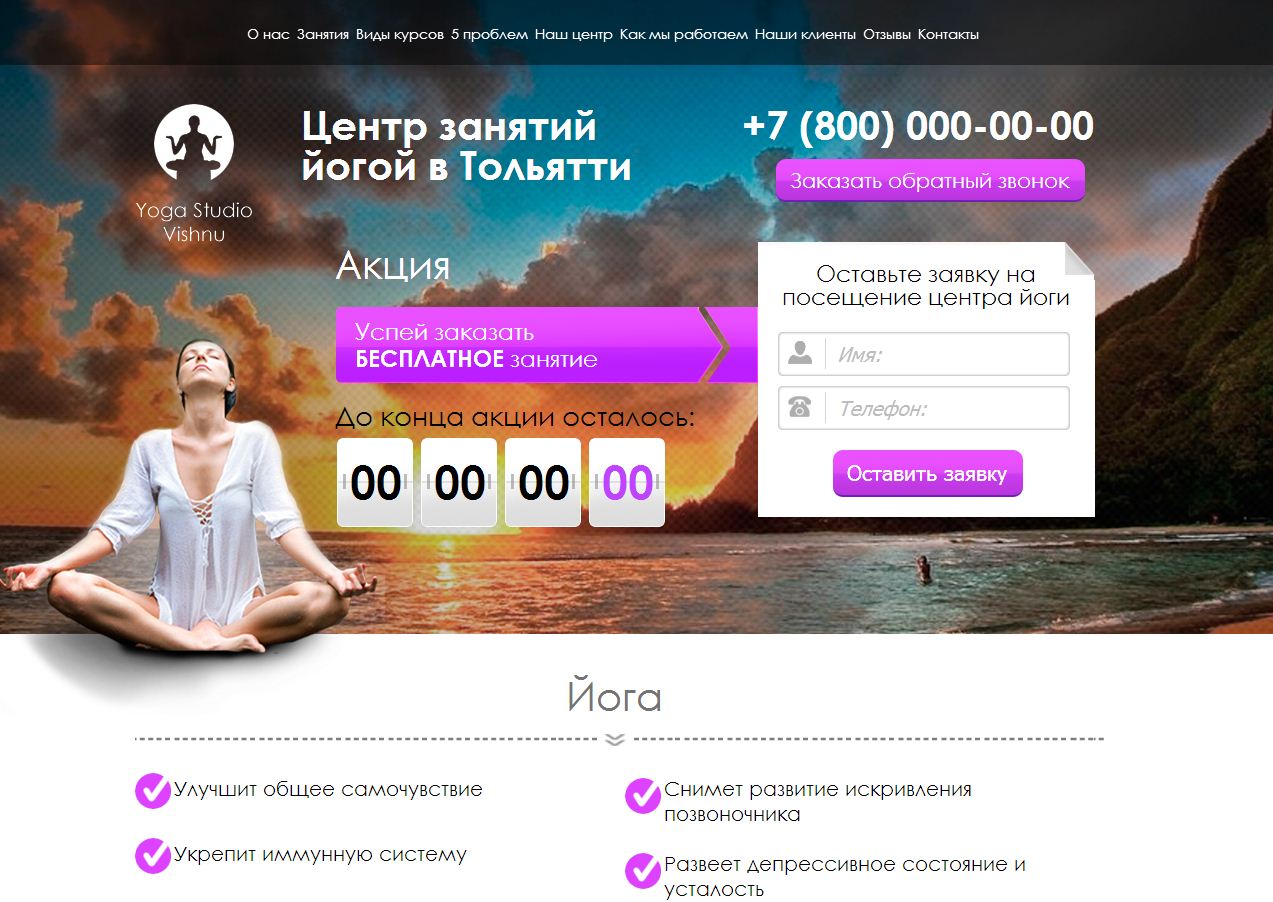 О нас Занятия Виды курсов 5 проблем Наш центр Как мы работаем Наши клиенты Отзывы Контакты
Yoga Studio
Vishnu
Центр занятий
йогой в Тольятти
+7 (800) 000-00-00
Заказать обратный звонок
Акция
Успей заказать
БЕСПЛАТНОЕ занятие
До конца акции осталось:
00 00 00 00
Оставьте заявку на
посещение центра йоги
Имя:
Телефон:
Оставить заявку
Йога
Улучшит общее самочувствие
Укрепит иммунную систему
Снимет развитие искривления
позвоночника
Развеет депрессивное состояние и
усталость